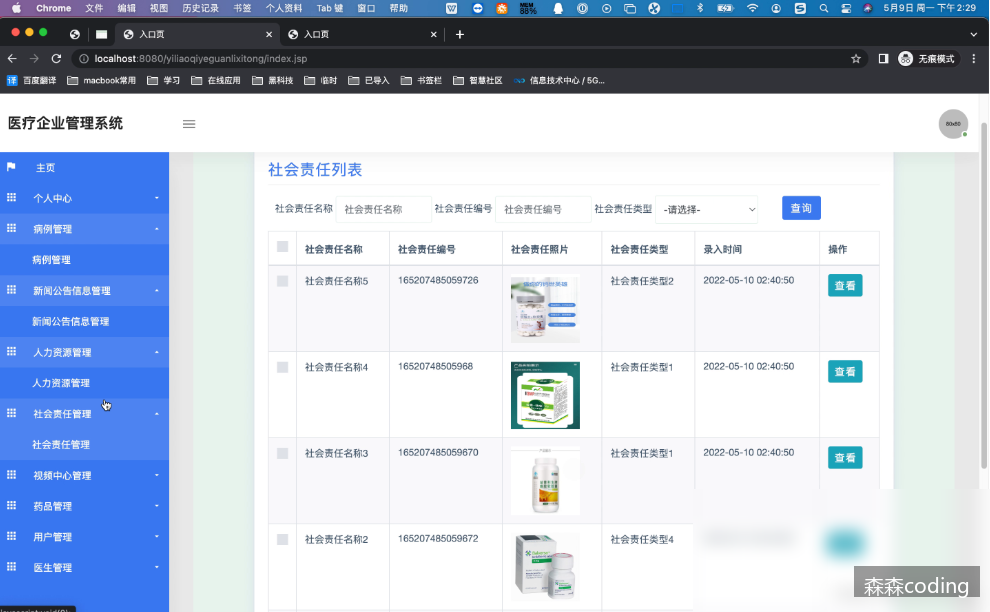 Chrome 文件 编辑 视图 历史记录 书签 个人资料 Tab 键 窗口 帮助 MEM 88% 5月9日 周一 下午 2:29
入口页 入口页
localhost:8080/yiliaoqiyeguanlixitong/index.jsp 无痕模式
译 百度翻译 macbook常用 学习 在线应用 黑科技 临时 已导入 书签栏 智慧社区 信息技术中心 / 5G...
医疗企业管理系统
80x80
主页
个人中心
病例管理
病例管理
新闻公告信息管理
新闻公告信息管理
人力资源管理
人力资源管理
社会责任管理
社会责任管理
视频中心管理
药品管理
用户管理
医生管理
社会责任列表
社会责任名称 社会责任名称 社会责任编号 社会责任编号 社会责任类型 -请选择- 查询
社会责任名称 社会责任编号 社会责任照片 社会责任类型 录入时间 操作
社会责任名称5 165207485059726 社会责任类型2 2022-05-10 02:40:50 查看
社会责任名称4 16520748505968 社会责任类型1 2022-05-10 02:40:50 查看
社会责任名称3 165207485059670 社会责任类型1 2022-05-10 02:40:50 查看
社会责任名称2 165207485059672 社会责任类型4
森森coding